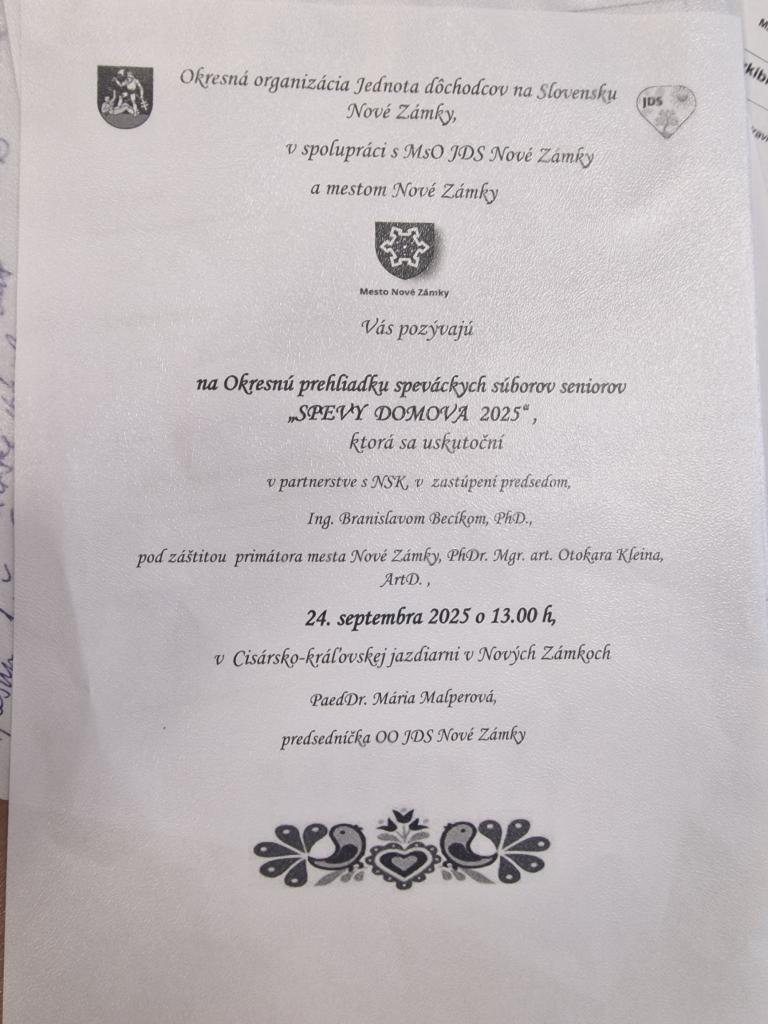 Okresná organizácia Jednota dôchodcov na Slovensku
Nové Zámky,
JDS
v spolupráci s MsO JDS Nové Zámky
a mestom Nové Zámky
Mesto Nové Zámky
Vás pozývajú
na Okresnú prehliadku speváckych súborov seniorov
„SPEVY DOMOVA 2025“,
ktorá sa uskutoční
v partnerstve s NSK, v zastúpení predsedom,
Ing. Branislavom Becíkom, PhD.,
pod záštitou primátora mesta Nové Zámky, PhDr. Mgr. art. Otokara Kleina,
ArtD. ,
24. septembra 2025 o 13.00 h,
v Cisársko-kráľovskej jazdiarni v Nových Zámkoch
PaedDr. Mária Malperová,
predsedníčka OO JDS Nové Zámky